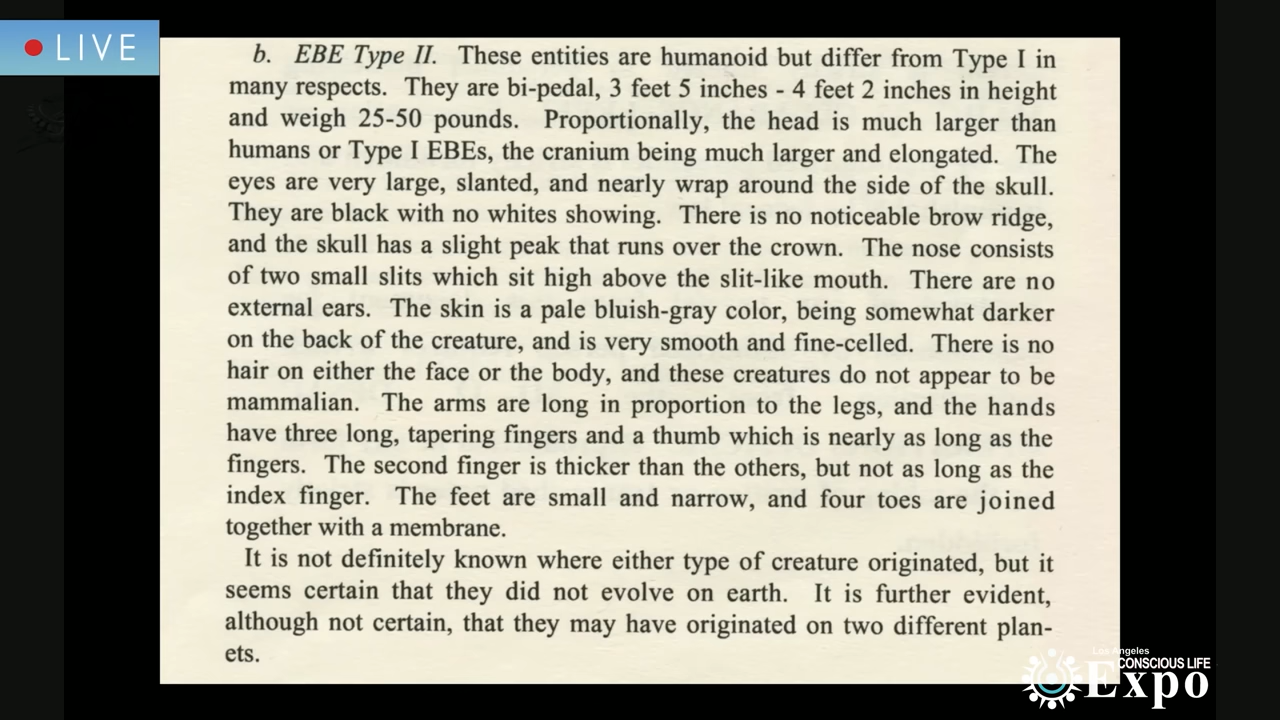 LIVE
b. EBE Type II. These entities are humanoid but differ from Type I in
many respects. They are bi-pedal, 3 feet 5 inches - 4 feet 2 inches in height
and weigh 25-50 pounds. Proportionally, the head is much larger than
humans or Type I EBEs, the cranium being much larger and elongated. The
eyes are very large, slanted, and nearly wrap around the side of the skull.
They are black with no whites showing. There is no noticeable brow ridge,
and the skull has a slight peak that runs over the crown. The nose consists
of two small slits which sit high above the slit-like mouth. There are no
external ears. The skin is a pale bluish-gray color, being somewhat darker
on the back of the creature, and is very smooth and fine-celled. There is no
hair on either the face or the body, and these creatures do not appear to be
mammalian. The arms are long in proportion to the legs, and the hands
have three long, tapering fingers and a thumb which is nearly as long as the
fingers. The second finger is thicker than the others, but not as long as the
index finger. The feet are small and narrow, and four toes are joined
together with a membrane.
It is not definitely known where either type of creature originated, but it
seems certain that they did not evolve on earth. It is further evident,
although not certain, that they may have originated on two different plan-
ets.
Los Angeles
CONSCIOUS LIFE
Expo